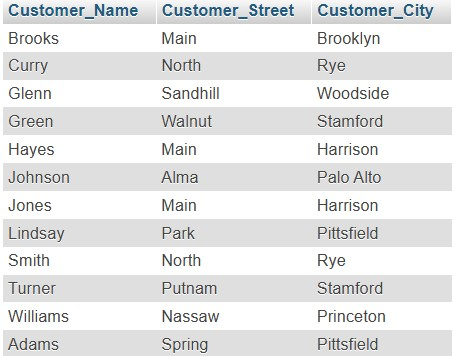 Customer_Name Customer_Street Customer_City
Brooks Main Brooklyn
Curry North Rye
Glenn Sandhill Woodside
Green Walnut Stamford
Hayes Main Harrison
Johnson Alma Palo Alto
Jones Main Harrison
Lindsay Park Pittsfield
Smith North Rye
Turner Putnam Stamford
Williams Nassaw Princeton
Adams Spring Pittsfield